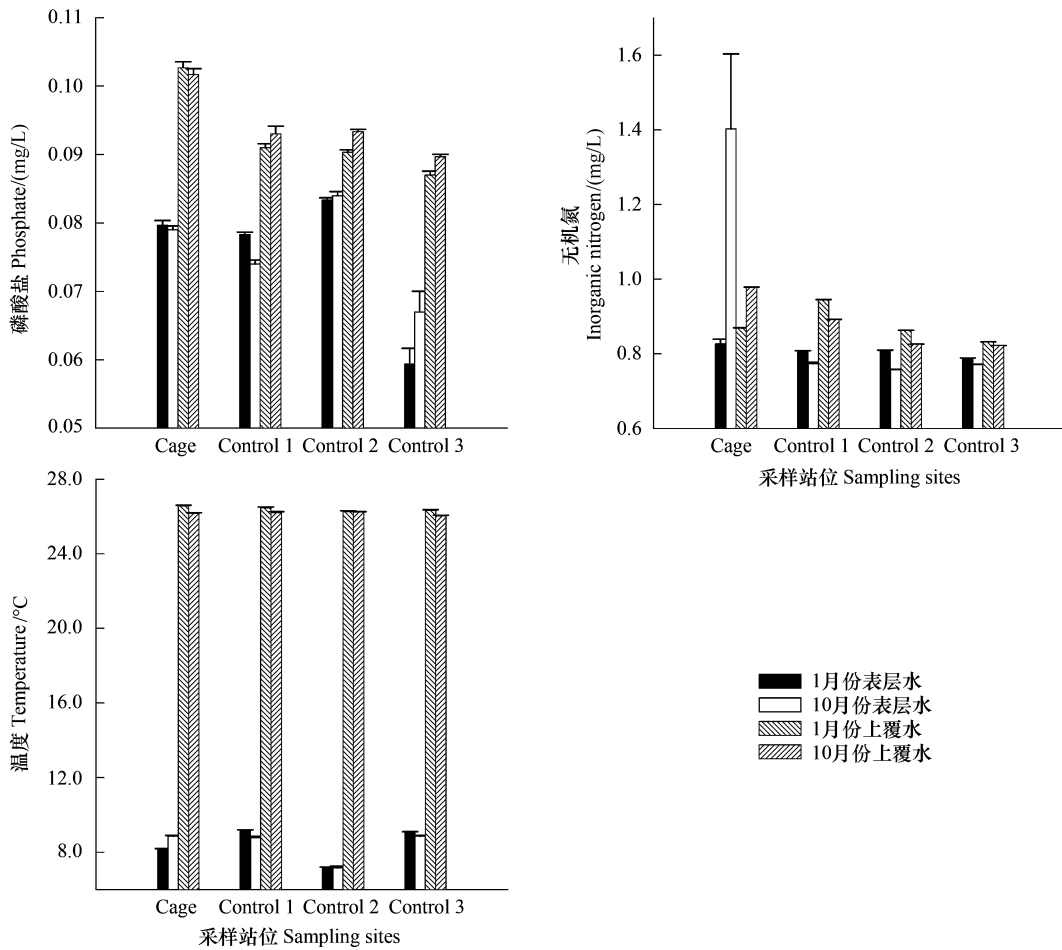 0.11
0.10
0.09
0.08
0.07
0.06
0.05
磷酸盐 Phosphate/(mg/L)
Cage Control 1 Control 2 Control 3
1.6
1.4
1.2
1.0
0.8
0.6
无机氮
Inorganic nitrogen/(mg/L)
Cage Control 1 Control 2 Control 3
采样站位 Sampling sites
28.0
24.0
20.0
16.0
12.0
8.0
温度 Temperature/°C
Cage Control 1 Control 2 Control 3
采样站位 Sampling sites
1月份表层水
10月份表层水
1月份上覆水
10月份上覆水